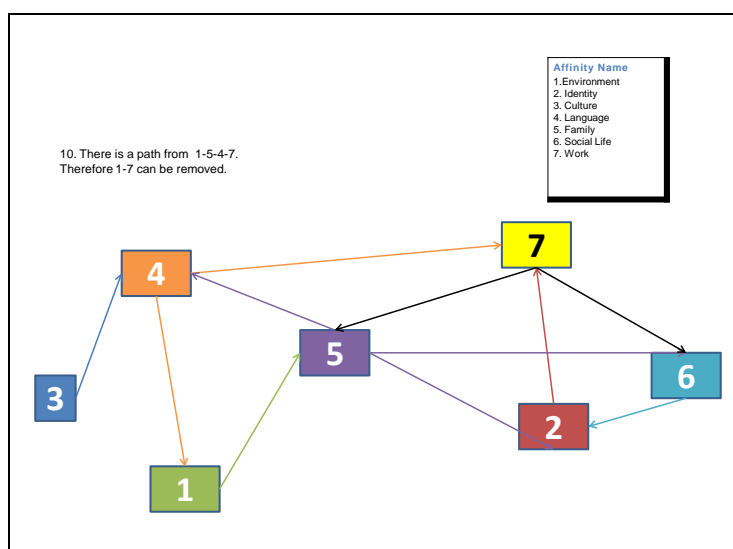 Affinity Name
1.Environment
2. Identity
3. Culture
4. Language
5. Family
6. Social Life
7. Work
10. There is a path from 1-5-4-7.
Therefore 1-7 can be removed.
7
4
5
6
3
2
1